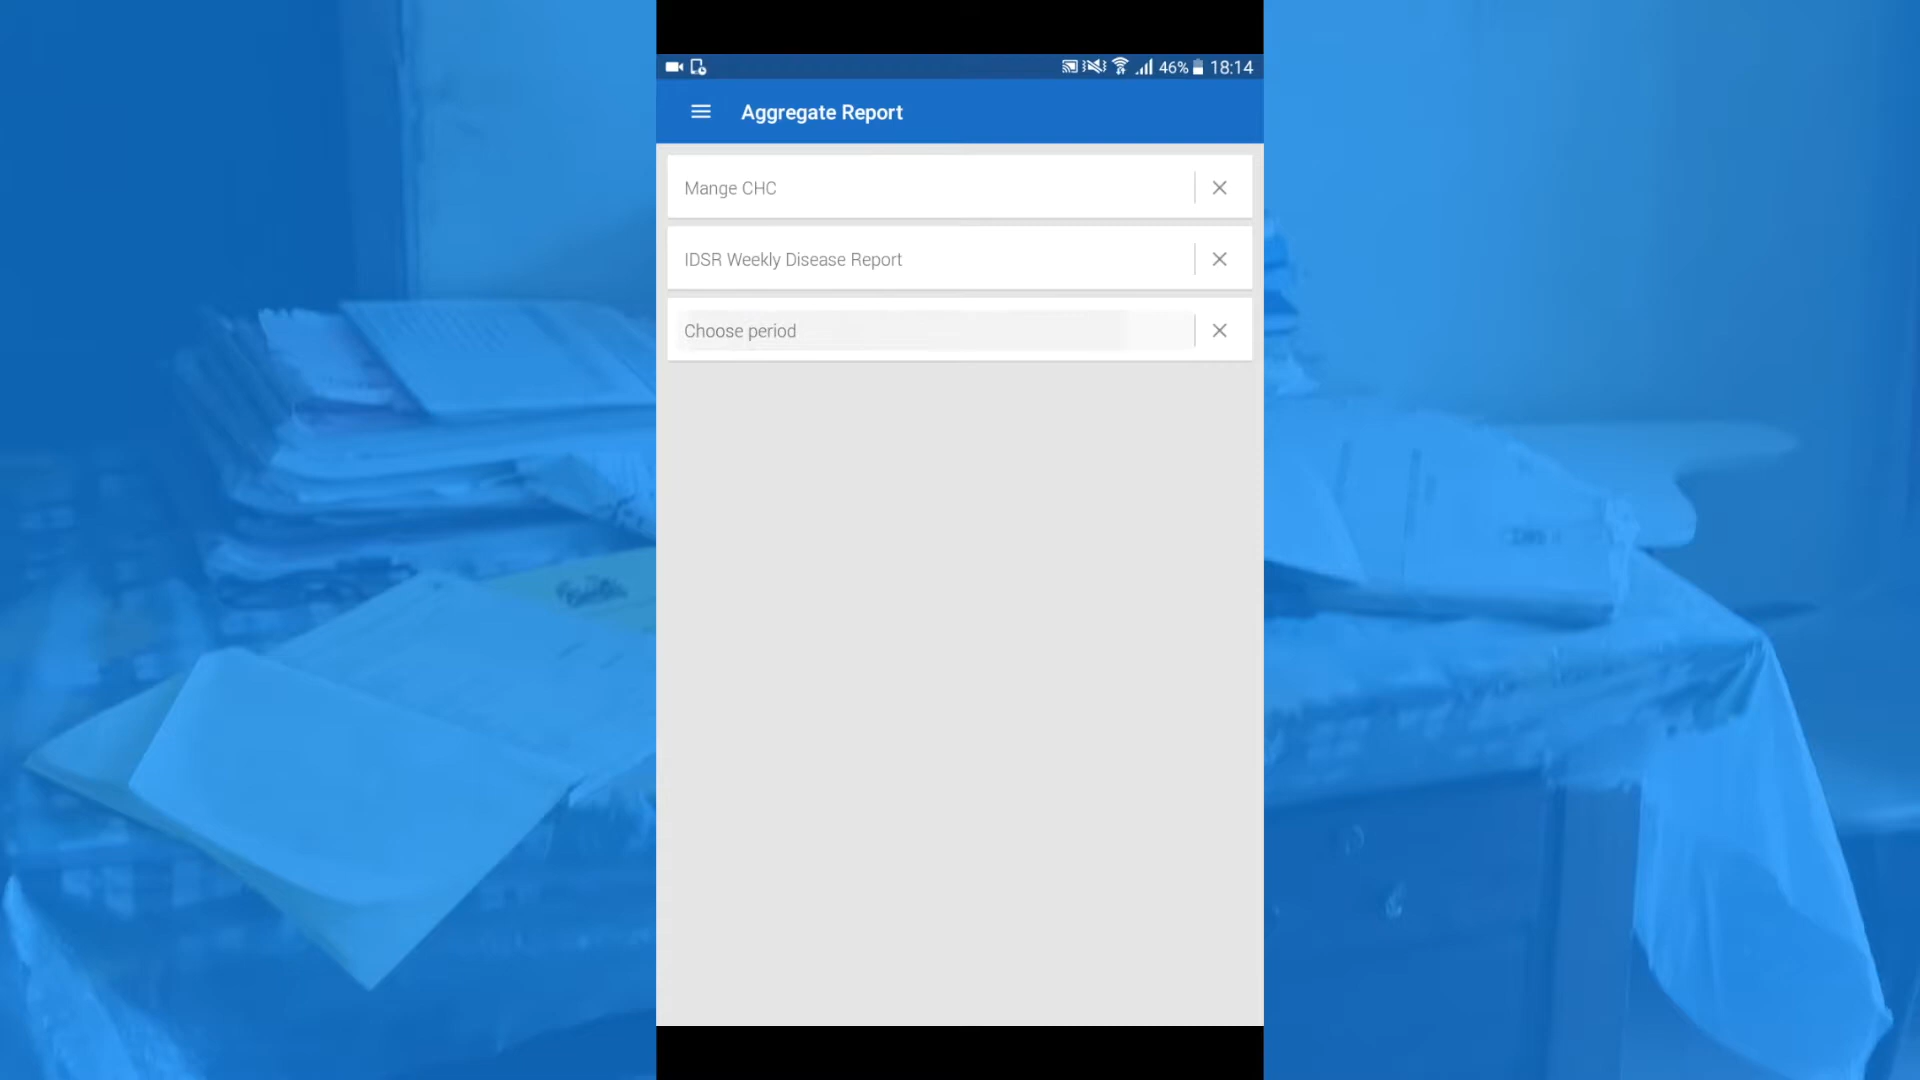 46% 18:14
Aggregate Report
Mange CHC
IDSR Weekly Disease Report
Choose period